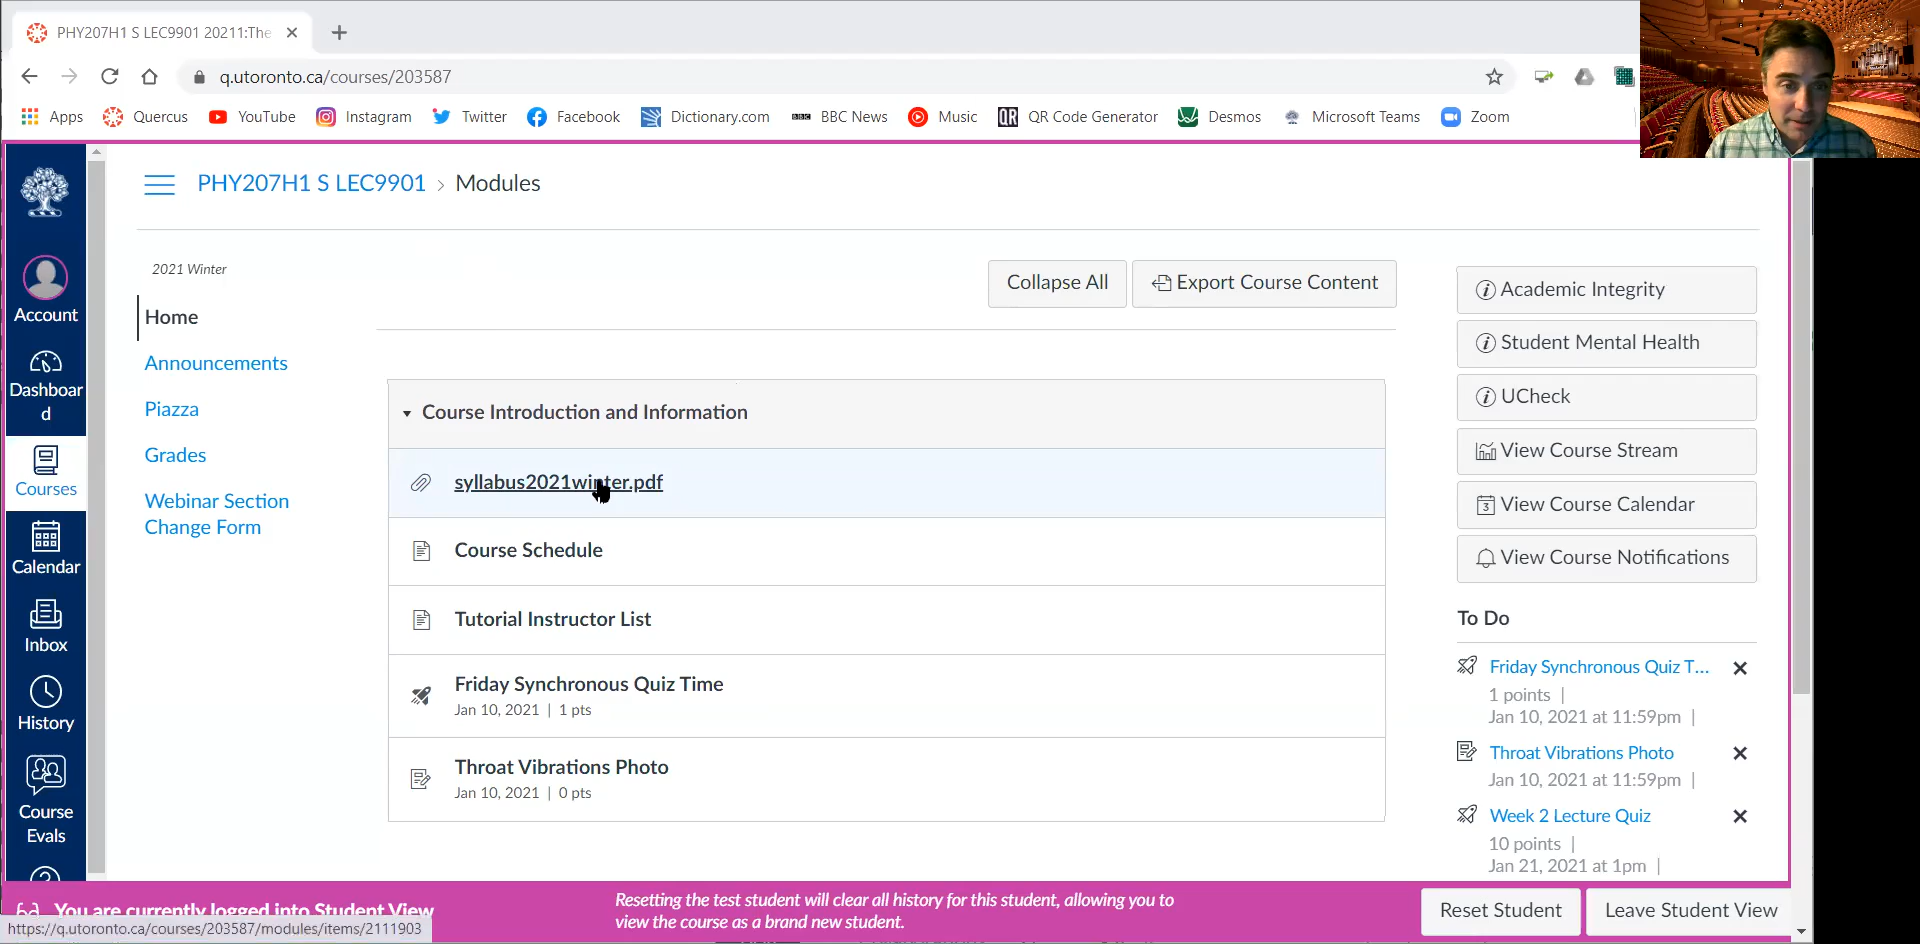 PHY207H1 S LEC9901 20211:The
q.utoronto.ca/courses/203587
Apps Quercus YouTube Instagram Twitter Facebook Dictionary.com BBC BBC News Music QR QR Code Generator Desmos Microsoft Teams Zoom
PHY207H1 S LEC9901 › Modules
2021 Winter
Collapse All
Export Course Content
Home
Announcements
Piazza
Grades
Webinar Section
Change Form
Account
Dashboar
d
Courses
Calendar
Inbox
History
Course
Evals
Course Introduction and Information
syllabus2021winter.pdf
Course Schedule
Tutorial Instructor List
Friday Synchronous Quiz Time
Jan 10, 2021 | 1 pts
Throat Vibrations Photo
Jan 10, 2021 | 0 pts
Academic Integrity
Student Mental Health
UCheck
View Course Stream
3 View Course Calendar
View Course Notifications
To Do
Friday Synchronous Quiz T...
1 points |
Jan 10, 2021 at 11:59pm |
Throat Vibrations Photo
Jan 10, 2021 at 11:59pm |
Week 2 Lecture Quiz
10 points |
Jan 21, 2021 at 1pm |
You are currently logged into Student View
https://q.utoronto.ca/courses/203587/modules/items/2111903
Resetting the test student will clear all history for this student, allowing you to
view the course as a brand new student.
Reset Student
Leave Student View